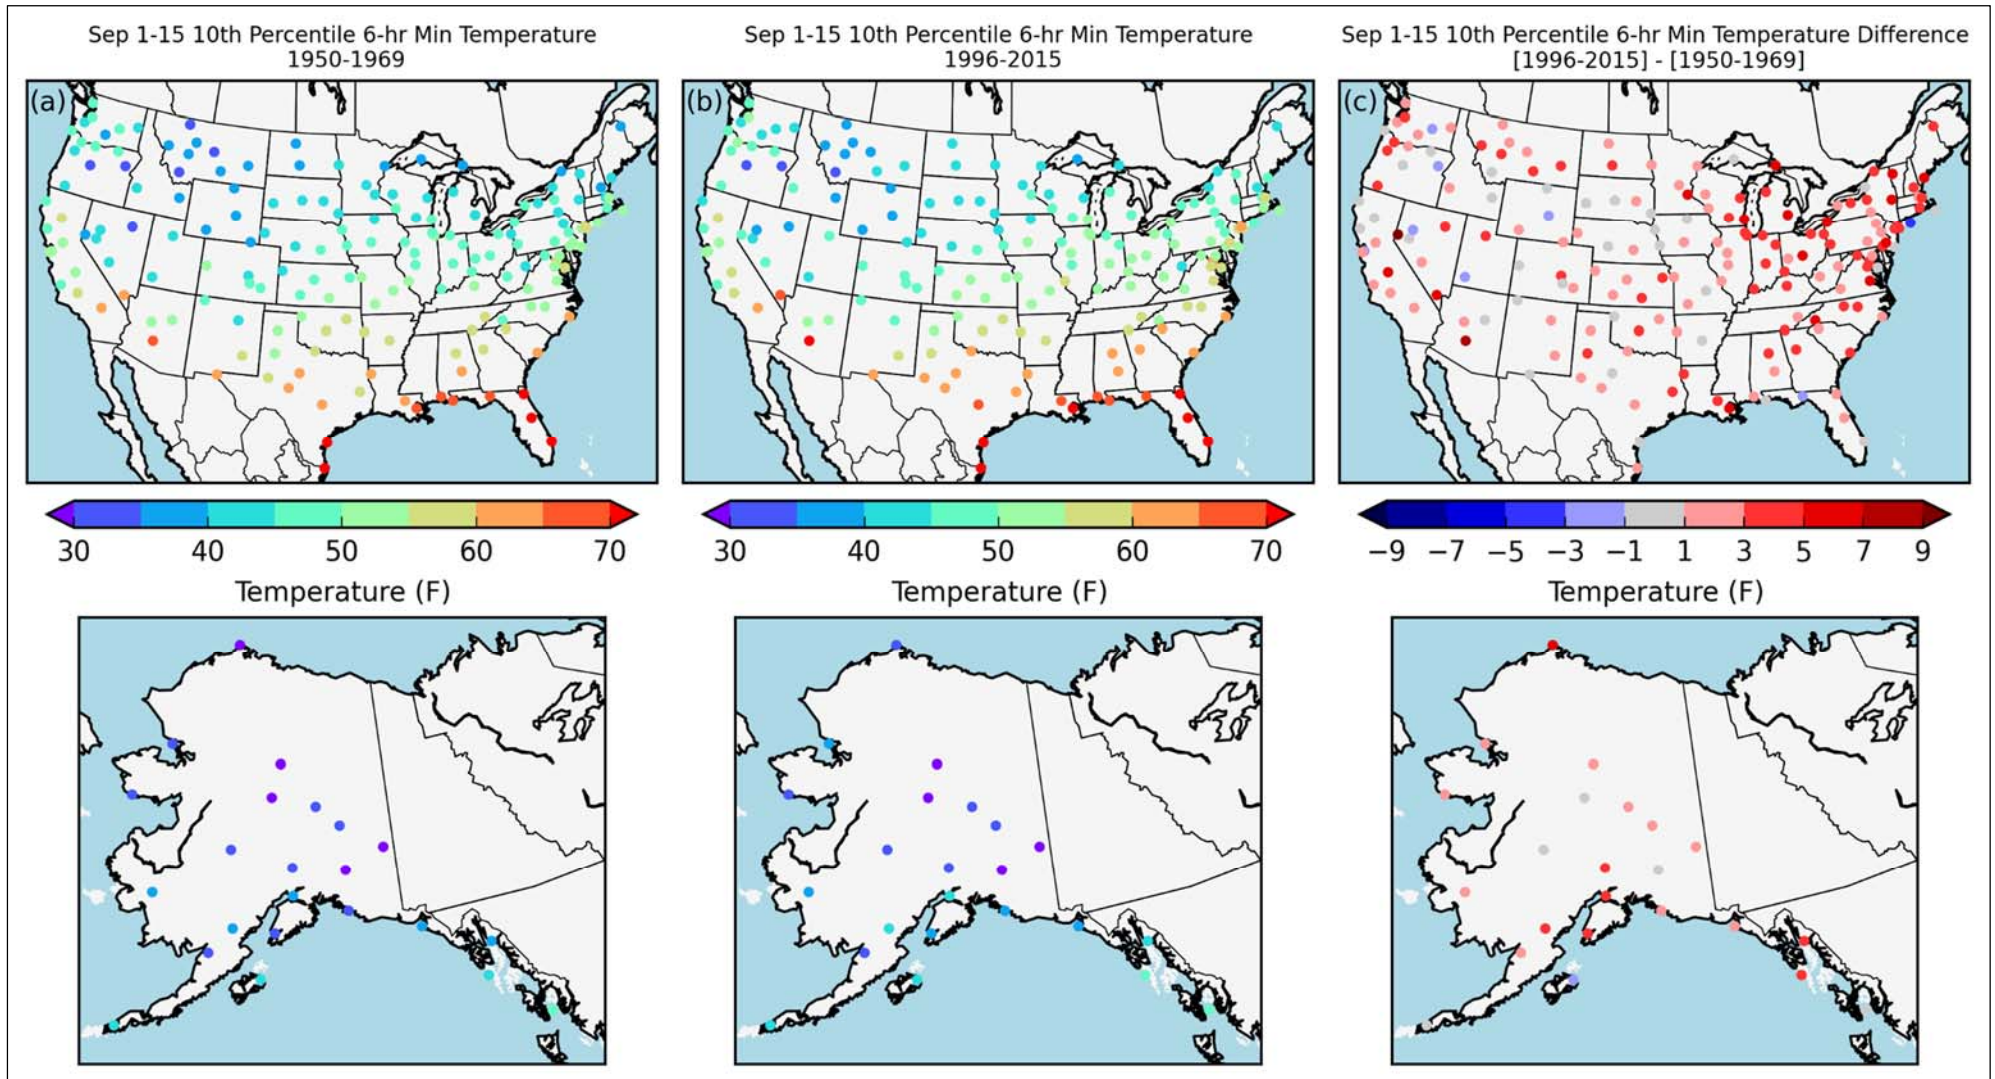 Sep 1-15 10th Percentile 6-hr Min Temperature
1950-1969
Sep 1-15 10th Percentile 6-hr Min Temperature
1996-2015
Sep 1-15 10th Percentile 6-hr Min Temperature Difference
[1996-2015] - [1950-1969]
(a)
(b)
(c)
30 40 50 60 70
Temperature (F)
30 40 50 60 70
Temperature (F)
−9 −7 −5 −3 −1 1 3 5 7 9
Temperature (F)